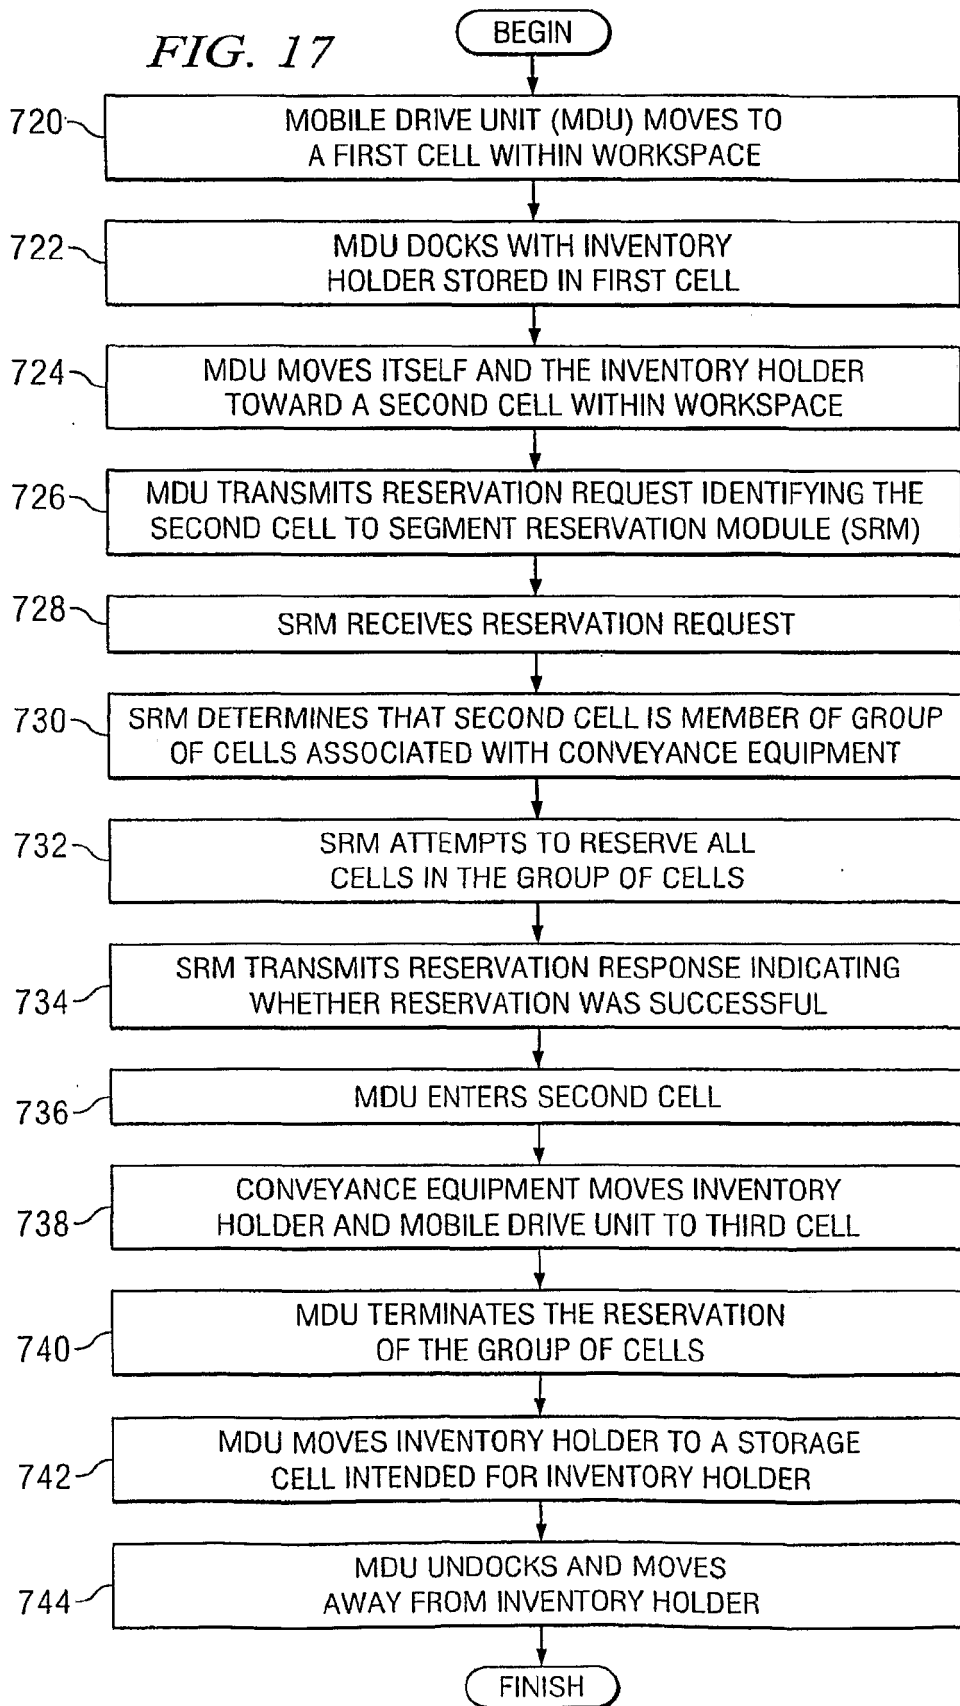 FIG. 17
BEGIN
720
MOBILE DRIVE UNIT (MDU) MOVES TO
A FIRST CELL WITHIN WORKSPACE
722
MDU DOCKS WITH INVENTORY
HOLDER STORED IN FIRST CELL
724
MDU MOVES ITSELF AND THE INVENTORY HOLDER
TOWARD A SECOND CELL WITHIN WORKSPACE
726
MDU TRANSMITS RESERVATION REQUEST IDENTIFYING THE
SECOND CELL TO SEGMENT RESERVATION MODULE (SRM)
728
SRM RECEIVES RESERVATION REQUEST
730
SRM DETERMINES THAT SECOND CELL IS MEMBER OF GROUP
OF CELLS ASSOCIATED WITH CONVEYANCE EQUIPMENT
732
SRM ATTEMPTS TO RESERVE ALL
CELLS IN THE GROUP OF CELLS
734
SRM TRANSMITS RESERVATION RESPONSE INDICATING
WHETHER RESERVATION WAS SUCCESSFUL
736
MDU ENTERS SECOND CELL
738
CONVEYANCE EQUIPMENT MOVES INVENTORY
HOLDER AND MOBILE DRIVE UNIT TO THIRD CELL
740
MDU TERMINATES THE RESERVATION
OF THE GROUP OF CELLS
742
MDU MOVES INVENTORY HOLDER TO A STORAGE
CELL INTENDED FOR INVENTORY HOLDER
744
MDU UNDOCKS AND MOVES
AWAY FROM INVENTORY HOLDER
FINISH